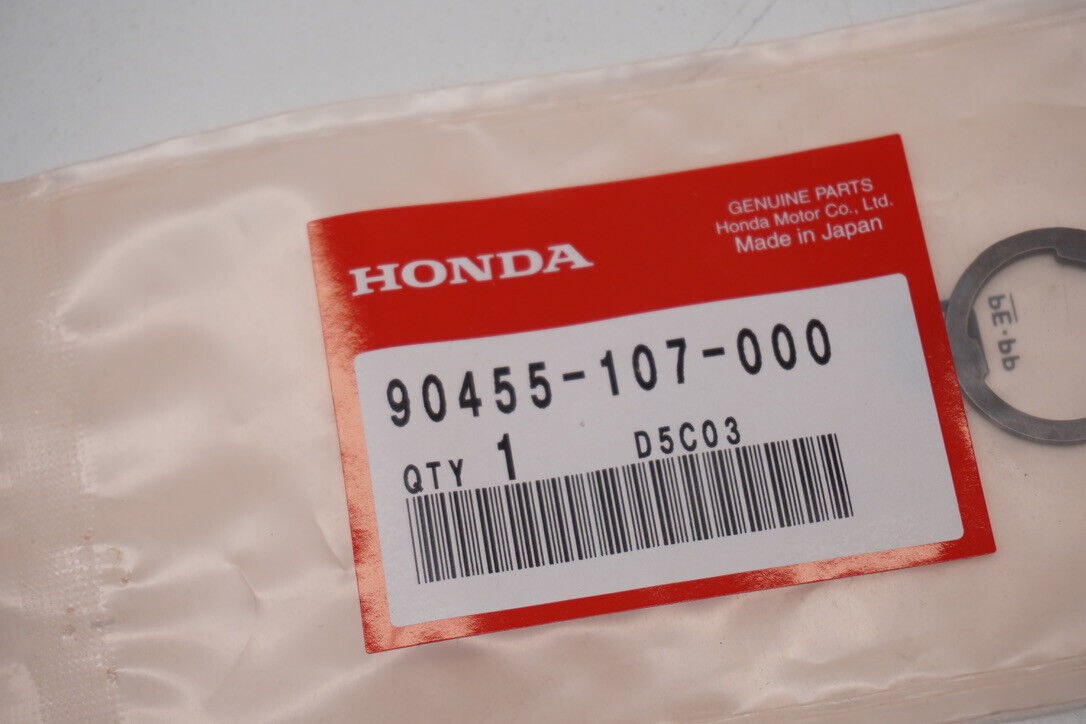 GENUINE PARTS
Honda Motor Co., Ltd.
Made in Japan
HONDA
90455-107-000
QTY 1 D5C03